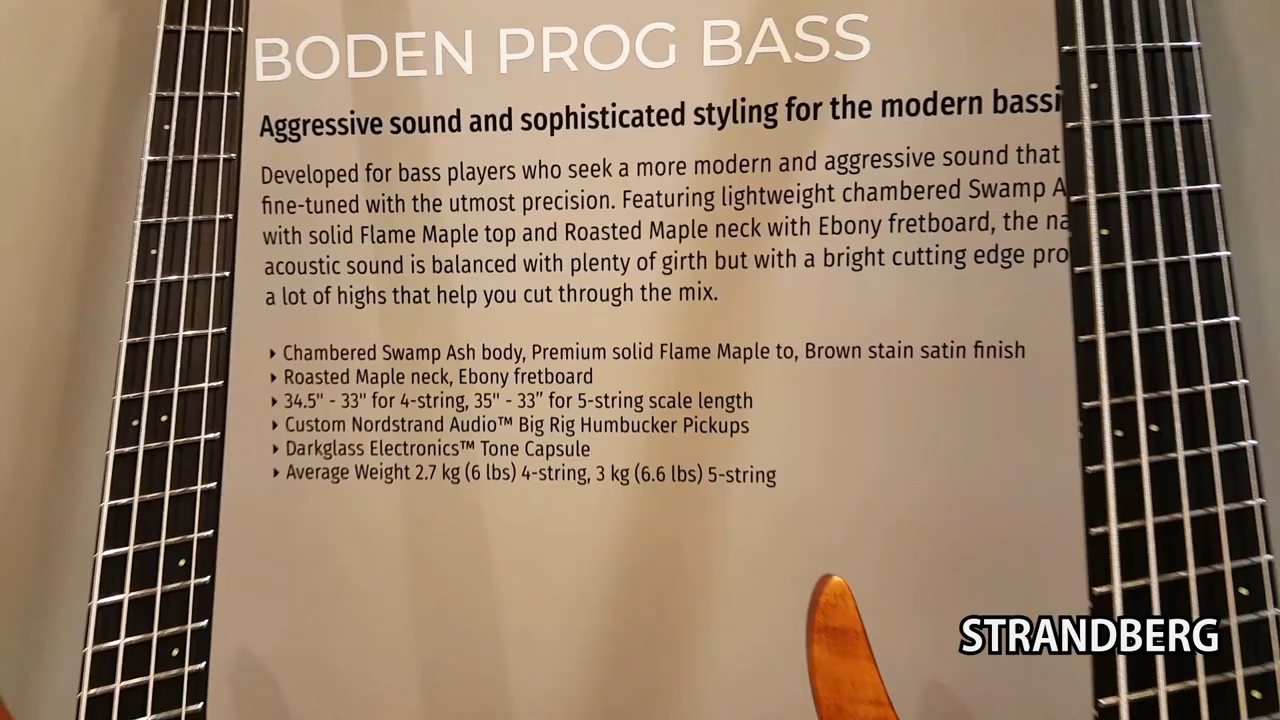 BODEN PROG BASS
Aggressive sound and sophisticated styling for the modern bassi
Developed for bass players who seek a more modern and aggressive sound that
fine-tuned with the utmost precision. Featuring lightweight chambered Swamp A
with solid Flame Maple top and Roasted Maple neck with Ebony fretboard, the na
acoustic sound is balanced with plenty of girth but with a bright cutting edge pro
a lot of highs that help you cut through the mix.
‣ Chambered Swamp Ash body, Premium solid Flame Maple to, Brown stain satin finish
‣ Roasted Maple neck, Ebony fretboard
‣ 34.5" - 33" for 4-string, 35" - 33” for 5-string scale length
‣ Custom Nordstrand Audio™ Big Rig Humbucker Pickups
‣ Darkglass Electronics™ Tone Capsule
‣ Average Weight 2.7 kg (6 lbs) 4-string, 3 kg (6.6 lbs) 5-string
STRANDBERG